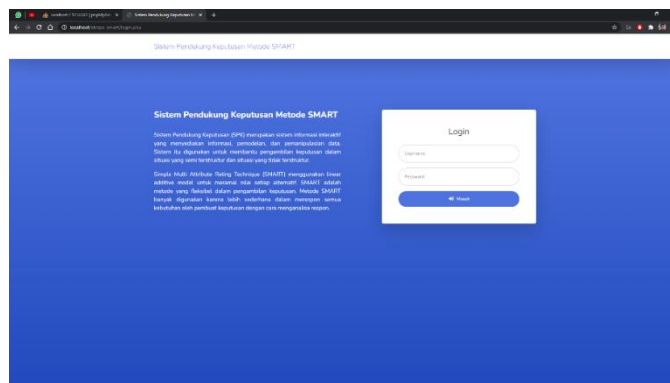 Sistem Pendukung Keputusan
localhost
Sistem Pendukung Keputusan Metode SMART
Sistem Pendukung Keputusan Metode SMART
Sistem Pendukung Keputusan (SPK) merupakan sistem informasi interaktif
yang menyediakan informasi, pemodelan, dan pemanipulasian data.
Sistem itu digunakan untuk membantu pengambilan keputusan dalam
situasi yang semi terstruktur dan situasi yang tidak terstruktur.
Simple Multi Attribute Rating Technique (SMART) menggunakan linear
additive model untuk meramal nilai setiap alternatif. SMART adalah
metode yang fleksibel dalam pengambilan keputusan. Metode SMART
banyak digunakan karena lebih sederhana dalam merespon semua
kebutuhan oleh pembuat keputusan dengan cara menganalisa respon.
Login
Username
Password
Masuk